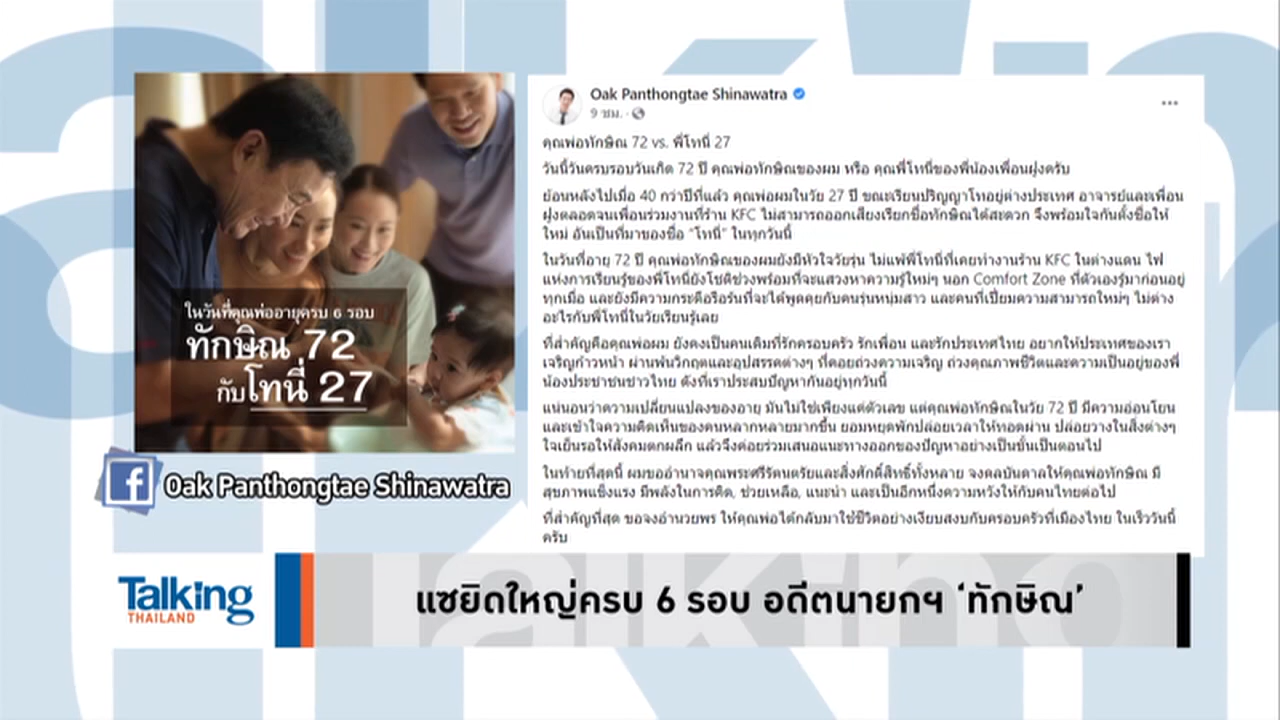 ในวันที่คุณพ่ออายุครบ 6 รอบ
ทักษิณ 72
กับโทนี่ 27
Oak Panthongtae Shinawatra
Oak Panthongtae Shinawatra
9 ชม.
คุณพ่อทักษิณ 72 vs. พี่โทนี่ 27
วันนี้วันครบรอบวันเกิด 72 ปี คุณพ่อทักษิณของผม หรือ คุณพี่โทนี่ของพี่น้องเพื่อนฝูงครับ
ย้อนหลังไปเมื่อ 40 กว่าปีที่แล้ว คุณพ่อผมในวัย 27 ปี ขณะเรียนปริญญาโทอยู่ต่างประเทศ อาจารย์และเพื่อน
ฝูงตลอดจนเพื่อนร่วมงานที่ร้าน KFC ไม่สามารถออกเสียงเรียกชื่อทักษิณได้สะดวก จึงพร้อมใจกันตั้งชื่อให้
ใหม่ อันเป็นที่มาของชื่อ “โทนี่” ในทุกวันนี้
ในวันที่อายุ 72 ปี คุณพ่อทักษิณของผมยังมีหัวใจวัยรุ่น ไม่แพ้พี่โทนี่ที่เคยทำงานร้าน KFC ในต่างแดน ไฟ
แห่งการเรียนรู้ของพี่โทนี่ยังโชติช่วงพร้อมที่จะแสวงหาความรู้ใหม่ๆ นอก Comfort Zone ที่ตัวเองรู้มาก่อนอยู่
ทุกเมื่อ และยังมีความกระตือรือร้นที่จะได้พูดคุยกับคนรุ่นหนุ่มสาว และคนที่เปี่ยมความสามารถใหม่ๆ ไม่ต่าง
อะไรกับพี่โทนี่ในวัยเรียนรู้เลย
ที่สำคัญคือคุณพ่อผม ยังคงเป็นคนเดิมที่รักครอบครัว รักเพื่อน และรักประเทศไทย อยากให้ประเทศของเรา
เจริญก้าวหน้า ผ่านพ้นวิกฤตและอุปสรรคต่างๆ ที่คอยถ่วงความเจริญ ถ่วงคุณภาพชีวิตและความเป็นอยู่ของพี่
น้องประชาชนชาวไทย ดังที่เราประสบปัญหากันอยู่ทุกวันนี้
แน่นอนว่าความเปลี่ยนแปลงของอายุ มันไม่ใช่เพียงแต่ตัวเลข แต่คุณพ่อทักษิณในวัย 72 ปี มีความอ่อนโยน
และเข้าใจความคิดเห็นของคนหลากหลายมากขึ้น ยอมหยุดพักปล่อยเวลาให้ทอดผ่าน ปล่อยวางในสิ่งต่างๆ
ใจเย็นรอให้สังคมตกผลึก แล้วจึงค่อยร่วมเสนอแนะทางออกของปัญหาอย่างเป็นขั้นเป็นตอนไป
ในท้ายที่สุดนี้ ผมขออำนาจคุณพระศรีรัตนตรัยและสิ่งศักดิ์สิทธิ์ทั้งหลาย จงดลบันดาลให้คุณพ่อทักษิณ มี
สุขภาพแข็งแรง มีพลังในการคิด, ช่วยเหลือ, แนะนำ และเป็นอีกหนึ่งความหวังให้กับคนไทยต่อไป
ที่สำคัญที่สุด ขอจงอำนวยพร ให้คุณพ่อได้กลับมาใช้ชีวิตอย่างเงียบสงบกับครอบครัวที่เมืองไทย ในเร็ววันนี้
ครับ
Talking
THAILAND
แซยิดใหญ่ครบ 6 รอบ อดีตนายกฯ ‘ทักษิณ’